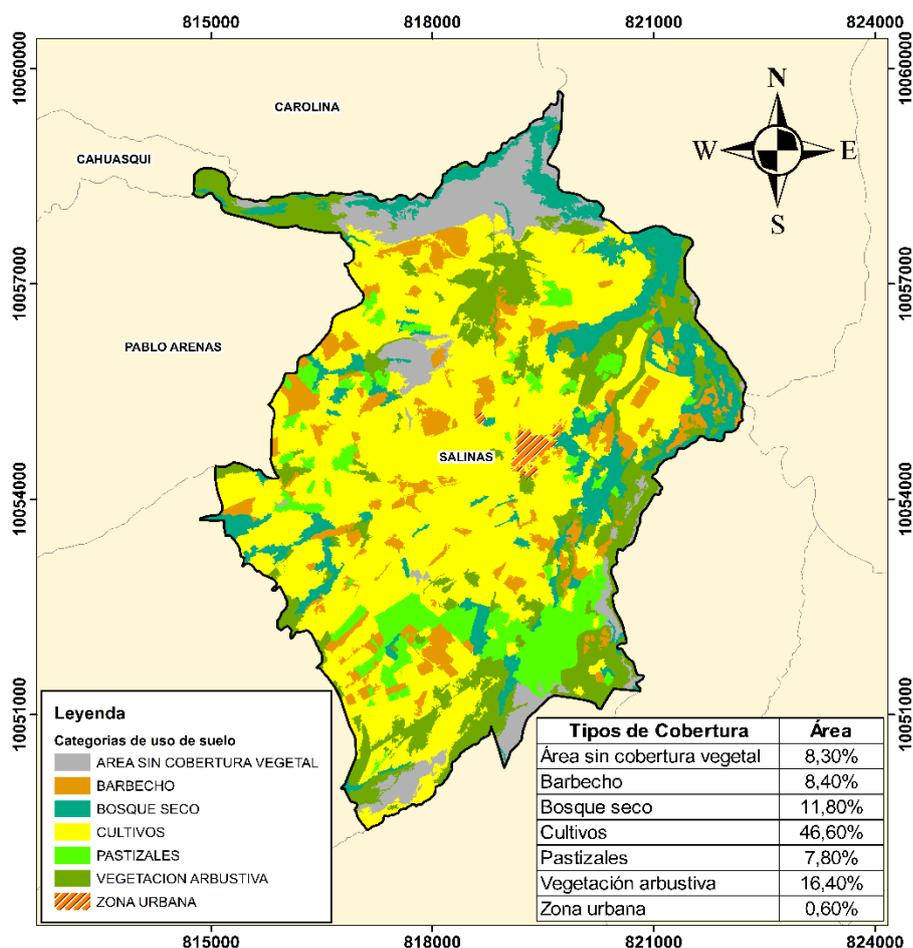 815000 818000 821000 824000
10060000 10060000
10057000 10057000
10054000 10054000
10051000 10051000
CAROLINA
CAHUASQUI
PABLO ARENAS
SALINAS
N
W E
S
Leyenda
Categorias de uso de suelo
AREA SIN COBERTURA VEGETAL
BARBECHO
BOSQUE SECO
CULTIVOS
PASTIZALES
VEGETACION ARBUSTIVA
ZONA URBANA
Tipos de Cobertura Área
Área sin cobertura vegetal 8,30%
Barbecho 8,40%
Bosque seco 11,80%
Cultivos 46,60%
Pastizales 7,80%
Vegetación arbustiva 16,40%
Zona urbana 0,60%
815000 818000 821000 824000